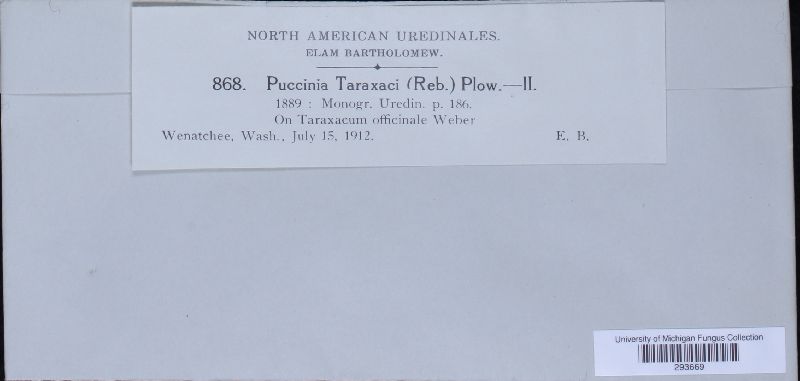 NORTH AMERICAN UREDINALES.
ELAM BARTHOLOMEW.
868. Puccinia Taraxaci (Reb.) Plow.—II.
1889 : Monogr. Uredin. p. 186.
On Taraxacum officinale Weber
Wenatchee, Wash., July 15, 1912. E. B.
University of Michigan Fungus Collection
293669